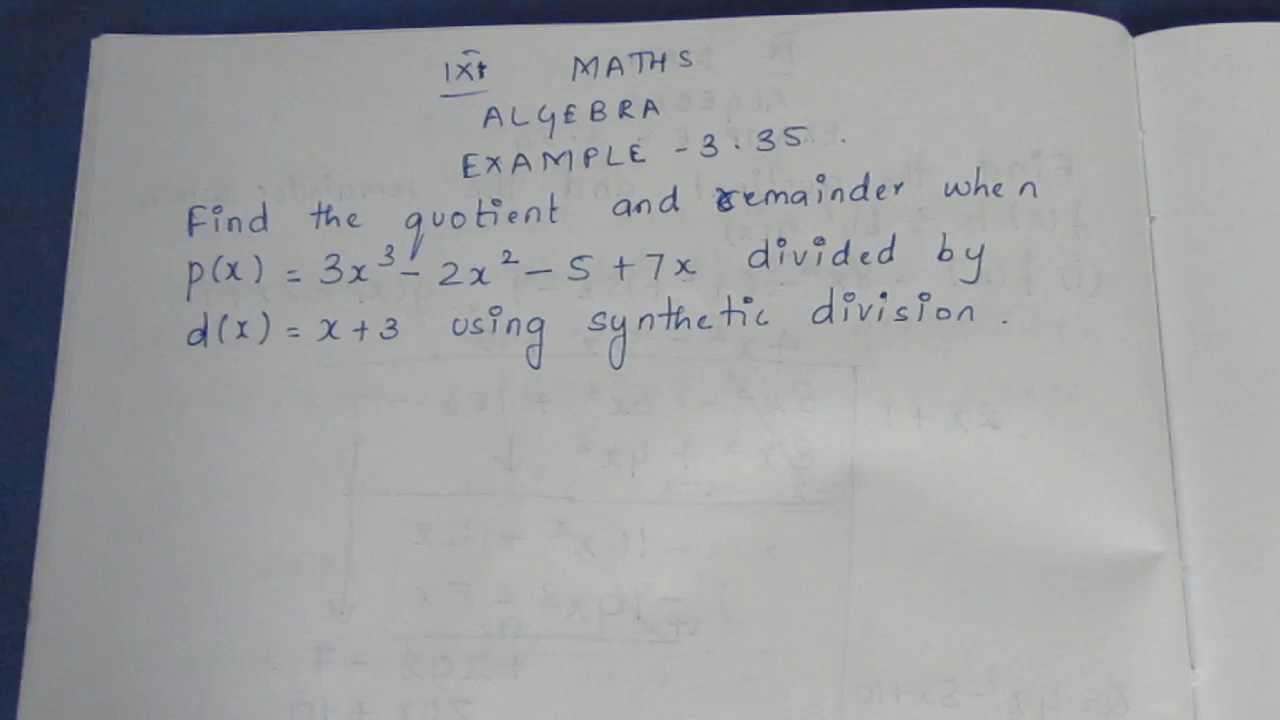 IX MATHS
ALGEBRA
EXAMPLE - 3.35.
Find the quotient and remainder when
p(x) = 3x³ - 2x² - 5 + 7x divided by
d(x) = x + 3 using synthetic division.